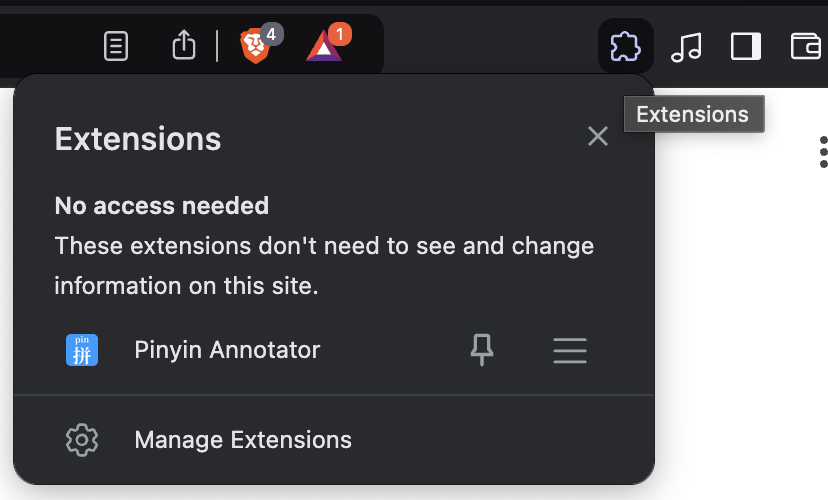 4
1
Extensions
Extensions
No access needed
These extensions don't need to see and change
information on this site.
pin
拼
Pinyin Annotator
Manage Extensions